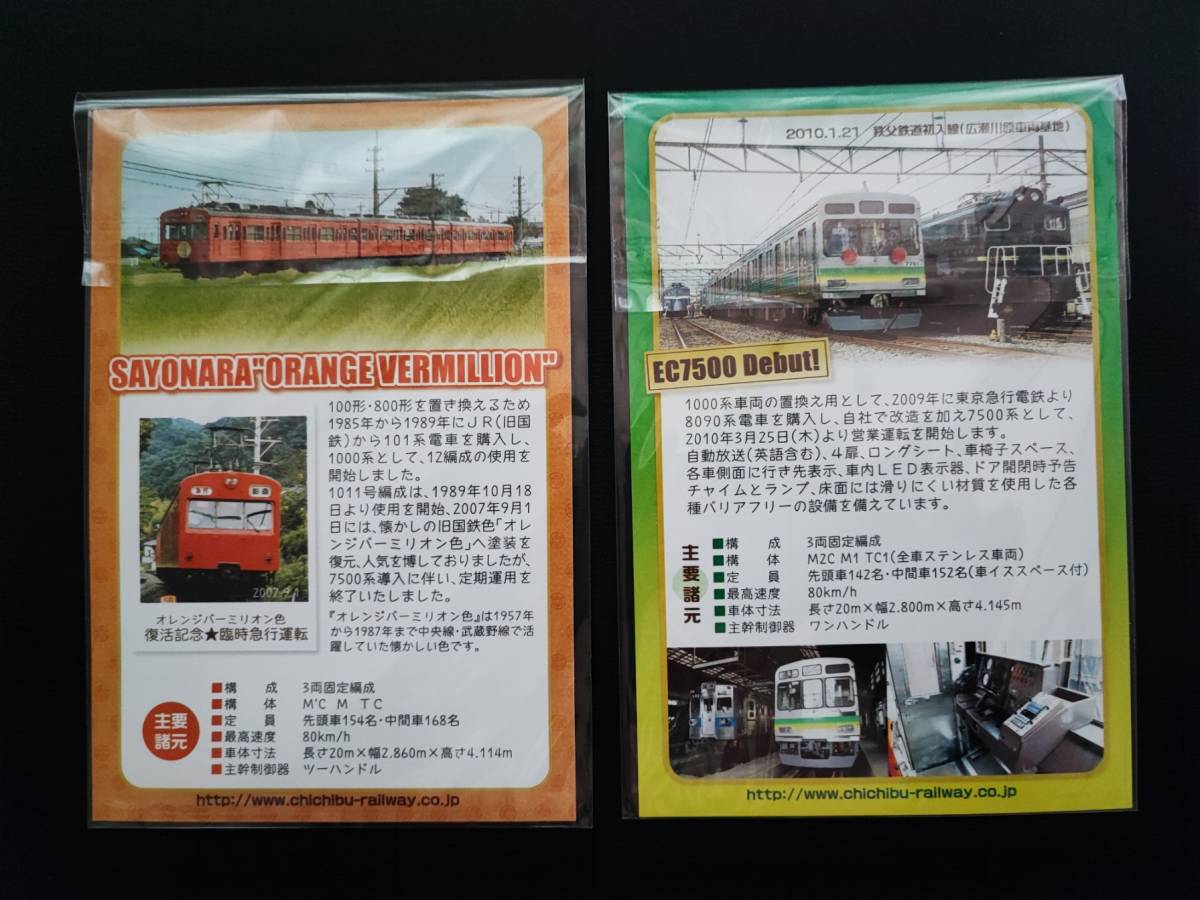 SAYONARA"ORANGE VERMILLION"
100形・800形を置き換えるため
1985年から1989年にJR(旧国
鉄)から101系電車を購入し、
1000系として、12編成の使用を
開始しました。
1011号編成は、1989年10月18
日より使用を開始、2007年9月1
日には、懐かしの旧国鉄色「オレ
ンジバーミリオン色」へ塗装を
復元、人気を博しておりましたが、
7500系導入に伴い、定期運用を
終了いたしました。
『オレンジバーミリオン色』は1957年
から1987年まで中央線・武蔵野線で活
躍していた懐かしい色です。
2007.9.1
オレンジバーミリオン色
復活記念★臨時急行運転
主要
諸元
■構 成 3両固定編成
■構 体 M'C M TC
■定 員 先頭車154名・中間車168名
■最高速度 80km/h
■車体寸法 長さ20m×幅2.860m×高さ4.114m
■主幹制御器 ツーハンドル
http://www.chichibu-railway.co.jp
2010.1.21 秩父鉄道初入線(広瀬川原車両基地)
EC7500 Debut!
1000系車両の置換え用として、2009年に東京急行電鉄より
8090系電車を購入し、自社で改造を加え7500系として、
2010年3月25日(木)より営業運転を開始します。
自動放送(英語含む)、4扉、ロングシート、車椅子スペース、
各車側面に行き先表示、車内LED表示器、ドア開閉時予告
チャイムとランプ、床面には滑りにくい材質を使用した各
種バリアフリーの設備を備えています。
主要諸元
■構 成 3両固定編成
■構 体 M2C M1 TC1(全車ステンレス車両)
■定 員 先頭車142名・中間車152名(車イススペース付)
■最高速度 80km/h
■車体寸法 長さ20m×幅2.800m×高さ4.145m
■主幹制御器 ワンハンドル
http://www.chichibu-railway.co.jp